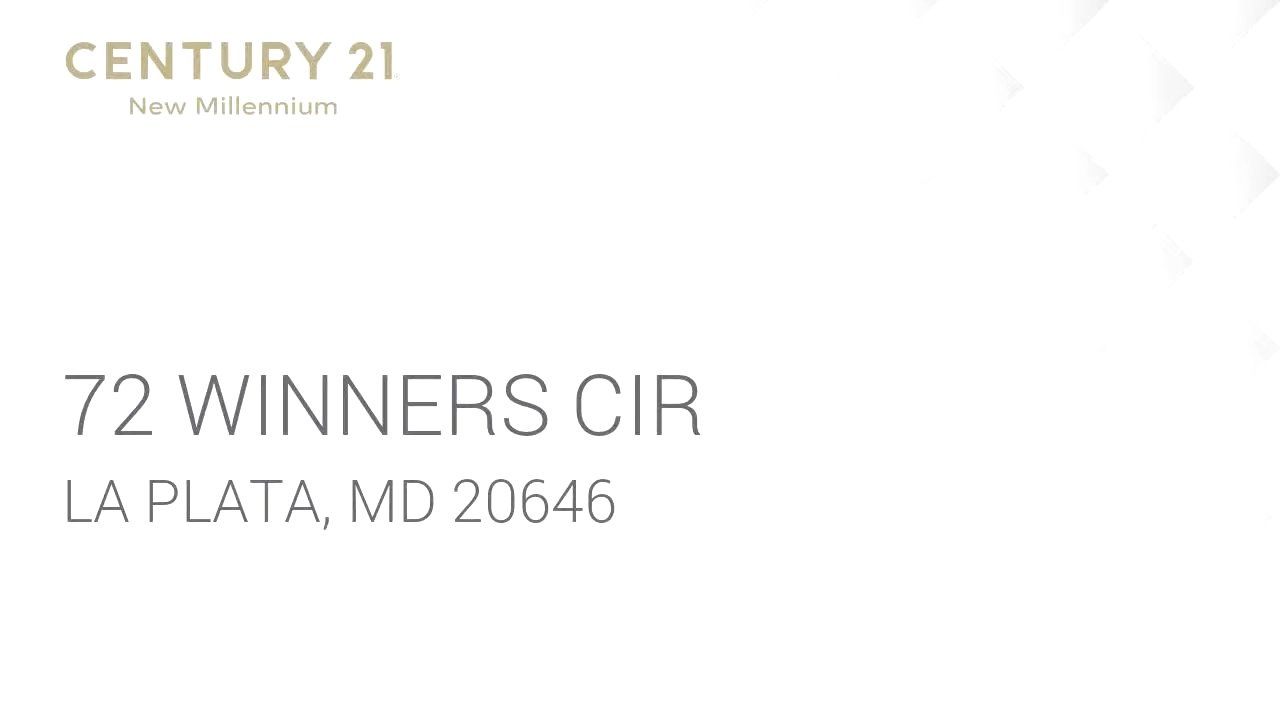 CENTURY 21
New Millennium
72 WINNERS CIR
LA PLATA, MD 20646